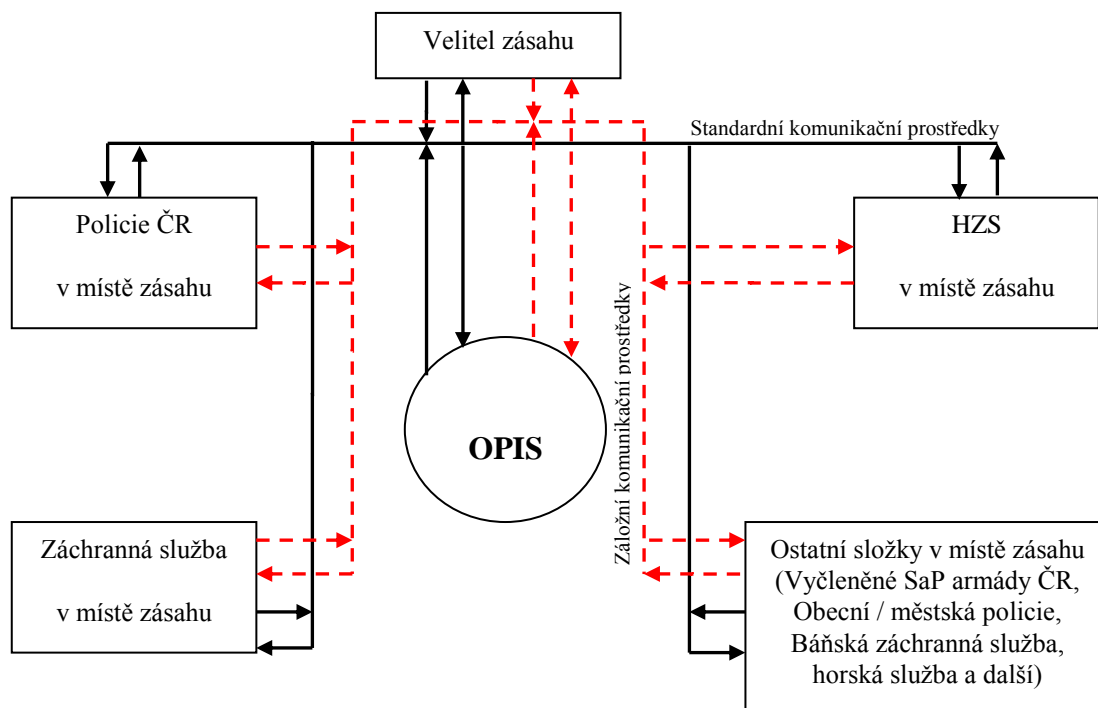 Velitel zásahu
Standardní komunikační prostředky
Policie ČR
v místě zásahu
HZS
v místě zásahu
Záložní komunikační prostředky
OPIS
Záchranná služba
v místě zásahu
Ostatní složky v místě zásahu
(Vyčleněné SaP armády ČR,
Obecní / městská policie,
Báňská záchranná služba,
horská služba a další)